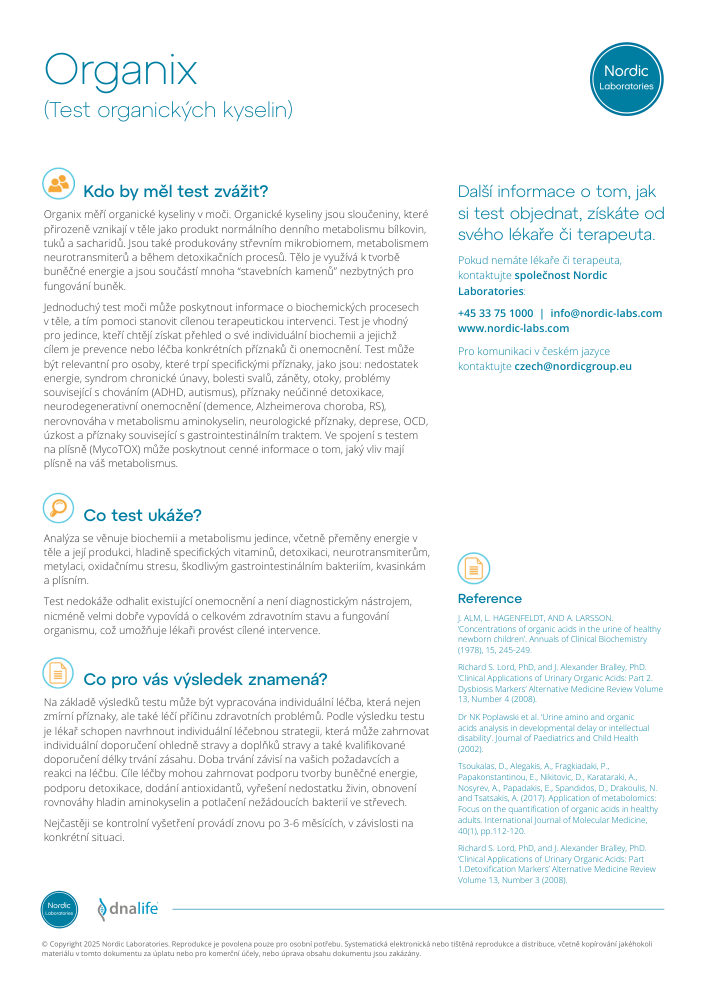 Organix
(Test organických kyselin)
Nordic
Laboratories
Kdo by měl test zvážit?
Organix měří organické kyseliny v moči. Organické kyseliny jsou sloučeniny, které
přirozeně vznikají v těle jako produkt normálního denního metabolismu bílkovin,
tuků a sacharidů. Jsou také produkovány střevním mikrobiomem, metabolismem
neurotransmiterů a během detoxikačních procesů. Tělo je využívá k tvorbě
buněčné energie a jsou součástí mnoha “stavebních kamenů” nezbytných pro
fungování buněk.
Jednoduchý test moči může poskytnout informace o biochemických procesech
v těle, a tím pomoci stanovit cílenou terapeutickou intervenci. Test je vhodný
pro jedince, kteří chtějí získat přehled o své individuální biochemii a jejichž
cílem je prevence nebo léčba konkrétních příznaků či onemocnění. Test může
být relevantní pro osoby, které trpí specifickými příznaky, jako jsou: nedostatek
energie, syndrom chronické únavy, bolesti svalů, záněty, otoky, problémy
související s chováním (ADHD, autismus), příznaky neúčinné detoxikace,
neurodegenerativní onemocnění (demence, Alzheimerova choroba, RS),
nerovnováha v metabolismu aminokyselin, neurologické příznaky, deprese, OCD,
úzkost a příznaky související s gastrointestinálním traktem. Ve spojení s testem
na plísně (MycoTOX) může poskytnout cenné informace o tom, jaký vliv mají
plísně na váš metabolismus.
Co test ukáže?
Analýza se věnuje biochemii a metabolismu jedince, včetně přeměny energie v
těle a její produkci, hladině specifických vitaminů, detoxikaci, neurotransmiterům,
metylaci, oxidačnímu stresu, škodlivým gastrointestinálním bakteriím, kvasinkám
a plísním.
Test nedokáže odhalit existující onemocnění a není diagnostickým nástrojem,
nicméně velmi dobře vypovídá o celkovém zdravotním stavu a fungování
organismu, což umožňuje lékaři provést cílené intervence.
Co pro vás výsledek znamená?
Na základě výsledků testu může být vypracována individuální léčba, která nejen
zmírní příznaky, ale také léčí příčinu zdravotních problémů. Podle výsledku testu
je lékař schopen navrhnout individuální léčebnou strategii, která může zahrnovat
individuální doporučení ohledně stravy a doplňků stravy a také kvalifikované
doporučení délky trvání zásahu. Doba trvání závisí na vašich požadavcích a
reakci na léčbu. Cíle léčby mohou zahrnovat podporu tvorby buněčné energie,
podporu detoxikace, dodání antioxidantů, vyřešení nedostatku živin, obnovení
rovnováhy hladin aminokyselin a potlačení nežádoucích bakterií ve střevech.
Nejčastěji se kontrolní vyšetření provádí znovu po 3-6 měsících, v závislosti na
konkrétní situaci.
Další informace o tom, jak
si test objednat, získáte od
svého lékaře či terapeuta.
Pokud nemáte lékaře či terapeuta,
kontaktujte společnost Nordic
Laboratories:
+45 33 75 1000 | info@nordic-labs.com
www.nordic-labs.com
Pro komunikaci v českém jazyce
kontaktujte czech@nordicgroup.eu
Reference
J. ALM, L. HAGENFELDT, AND A. LARSSON.
‘Concentrations of organic acids in the urine of healthy
newborn children’. Annuals of Clinical Biochemistry
(1978), 15, 245-249.
Richard S. Lord, PhD, and J. Alexander Bralley, PhD.
‘Clinical Applications of Urinary Organic Acids: Part 2.
Dysbiosis Markers’ Alternative Medicine Review Volume
13, Number 4 (2008).
Dr NK Poplawski et al. ‘Urine amino and organic
acids analysis in developmental delay or intellectual
disability’. Journal of Paediatrics and Child Health
(2002).
Tsoukalas, D., Alegakis, A., Fragkiadaki, P.,
Papakonstantinou, E., Nikitovic, D., Karataraki, A.,
Nosyrev, A., Papadakis, E., Spandidos, D., Drakoulis, N.
and Tsatsakis, A. (2017). Application of metabolomics:
Focus on the quantification of organic acids in healthy
adults. International Journal of Molecular Medicine,
40(1), pp.112-120.
Richard S. Lord, PhD, and J. Alexander Bralley, PhD.
‘Clinical Applications of Urinary Organic Acids: Part
1.Detoxification Markers’ Alternative Medicine Review
Volume 13, Number 3 (2008).
Nordic
Laboratories
dnalife
© Copyright 2025 Nordic Laboratories. Reprodukce je povolena pouze pro osobní potřebu. Systematická elektronická nebo tištěná reprodukce a distribuce, včetně kopírování jakéhokoli
materiálu v tomto dokumentu za úplatu nebo pro komerční účely, nebo úprava obsahu dokumentu jsou zakázány.